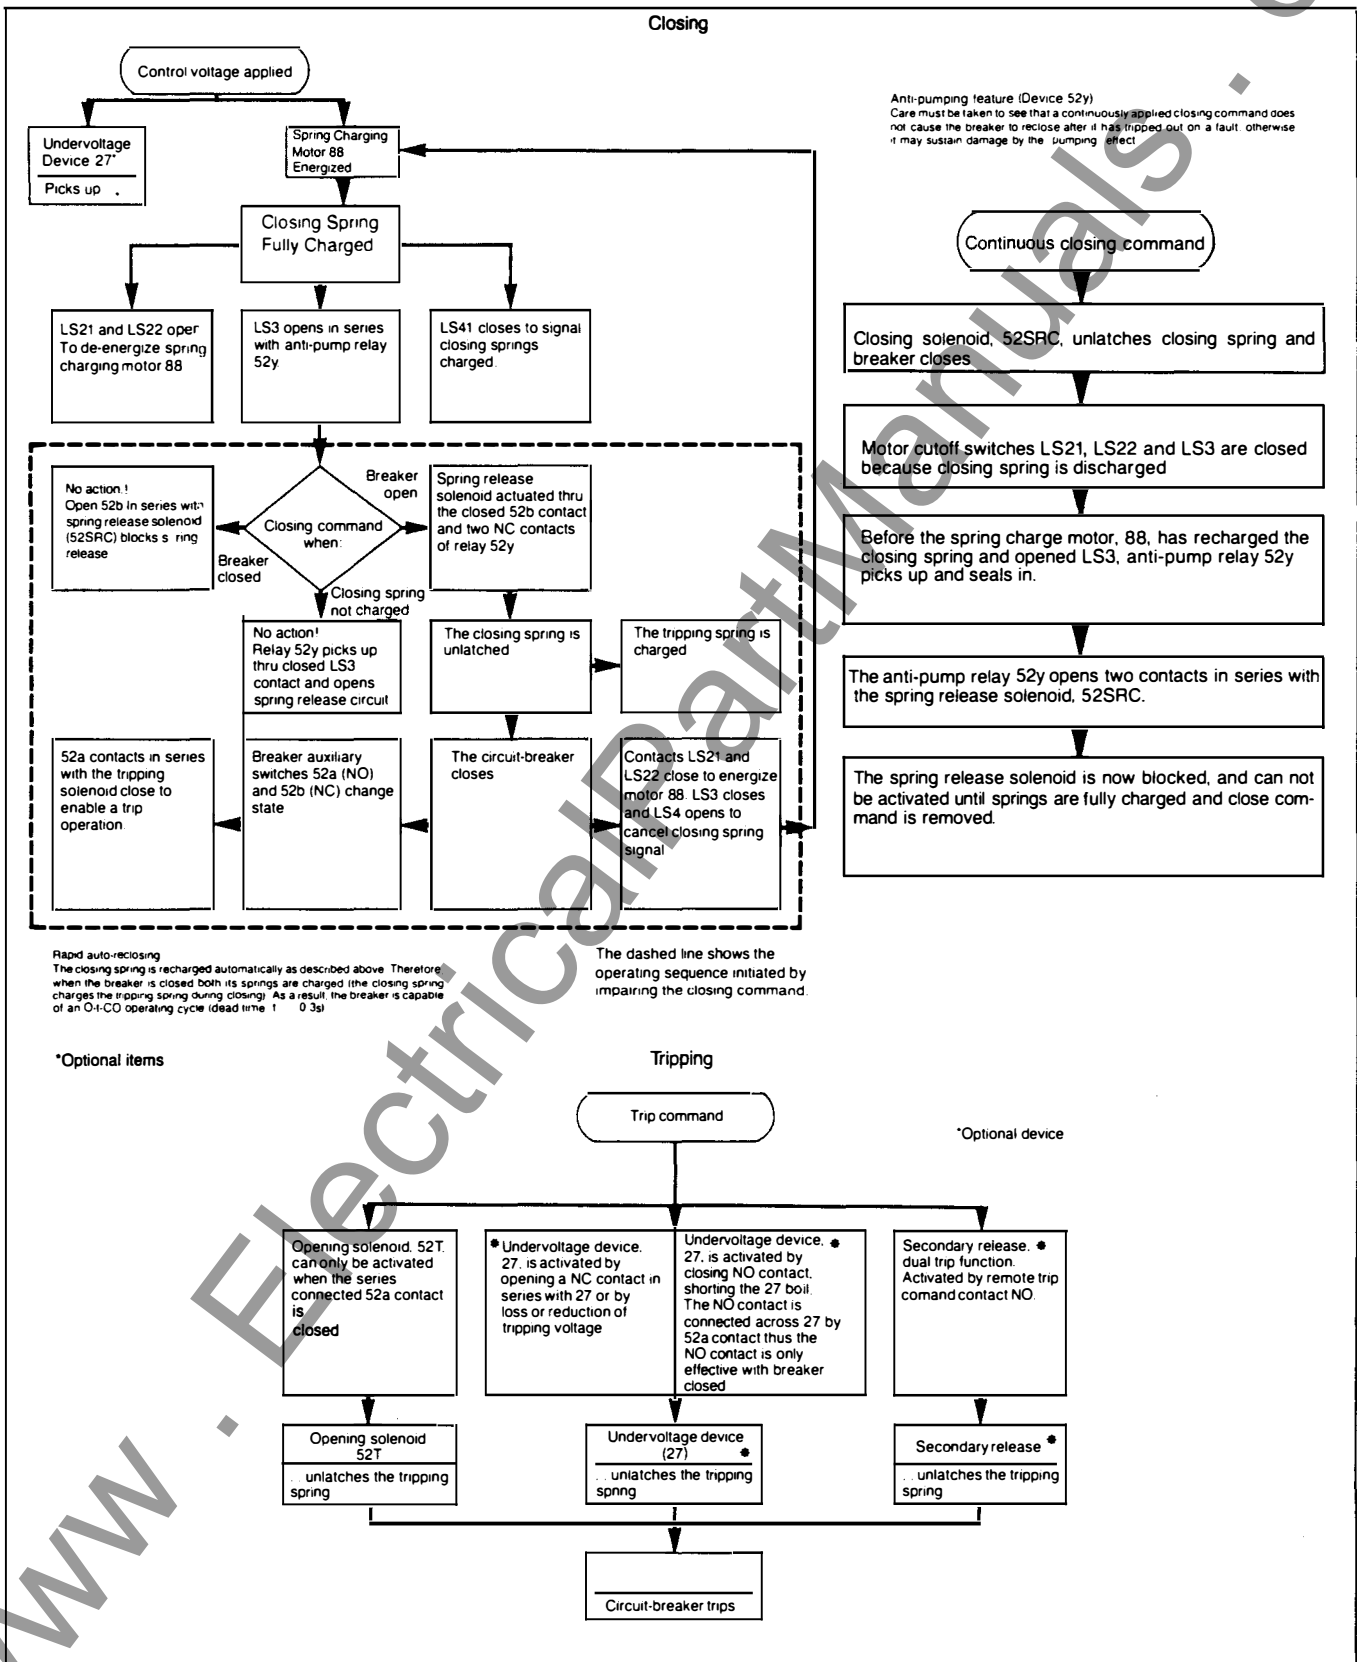 Closing
Control voltage applied
Undervoltage
Device 27*
Picks up
Spring Charging
Motor 88
Energized
Closing Spring
Fully Charged
LS21 and LS22 oper
To de-energize spring
charging motor 88
LS3 opens in series
with anti-pump relay
52y.
LS41 closes to signal
closing springs
charged.
No action.!
Open 52b In series with
spring release solenoid
(52SRC) blocks s ring
release
Closing command
when:
Breaker
open
Breaker
closed
Closing spring
not charged
Spring release
solenoid actuated thru
the closed 52b contact
and two NC contacts
of relay 52y
No action!
Relay 52y picks up
thru closed LS3
contact and opens
spring release circuit
The closing spring is
unlatched
The tripping spring is
charged
52a contacts in series
with the tripping
solenoid close to
enable a trip
operation.
Breaker auxiliary
switches 52a (NO)
and 52b (NC) change
state
The circuit-breaker
closes
Contacts LS21 and
LS22 close to energize
motor 88. LS3 closes
and LS4 opens to
cancel closing spring
signal
Rapid auto-reclosing
The closing spring is recharged automatically as described above Therefore
when the breaker is closed both its springs are charged (the closing spring
charges the tripping spring during closing) As a result, the breaker is capable
of an O-t-CO operating cycle (dead time t 0 3s)
The dashed line shows the
operating sequence initiated by
impairing the closing command.
*Optional items
Anti-pumping feature (Device 52y)
Care must be taken to see that a continuously applied closing command does
not cause the breaker to reclose after it has tripped out on a fault. otherwise
it may sustain damage by the pumping effect
Continuous closing command
Closing solenoid, 52SRC, unlatches closing spring and
breaker closes
Motor cutoff switches LS21, LS22 and LS3 are closed
because closing spring is discharged
Before the spring charge motor, 88, has recharged the
closing spring and opened LS3, anti-pump relay 52y
picks up and seals in.
The anti-pump relay 52y opens two contacts in series with
the spring release solenoid, 52SRC.
The spring release solenoid is now blocked, and can not
be activated until springs are fully charged and close com-
mand is removed.
Tripping
Trip command
*Optional device
Opening solenoid. 52T.
can only be activated
when the series
connected 52a contact
is
closed
* Undervoltage device.
27. is activated by
opening a NC contact in
series with 27 or by
loss or reduction of
tripping voltage
Undervoltage device. *
27. is activated by
closing NO contact.
shorting the 27 boil.
The NO contact is
connected across 27 by
52a contact thus the
NO contact is only
effective with breaker
closed
Secondary release. *
dual trip function.
Activated by remote trip
comand contact NO.
Opening solenoid
52T
. . unlatches the tripping
spring
Undervoltage device
(27) *
. . unlatches the tripping
spnng
Secondary release *
. . unlatches the tripping
spring
Circuit-breaker trips
www . ElectricalPartManuals .